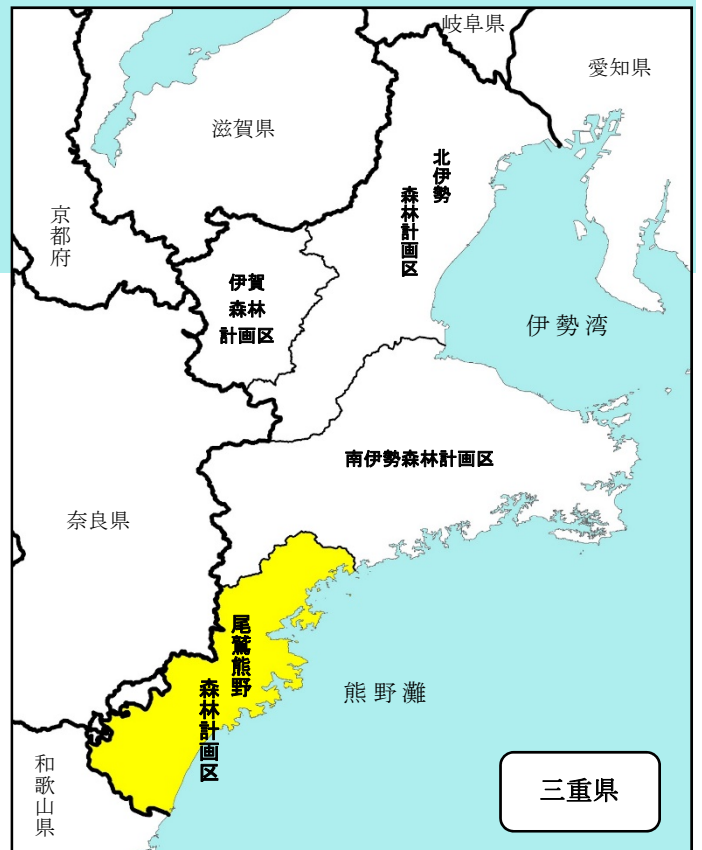 岐阜県
愛知県
滋賀県
北伊勢
森林計画区
京都府
伊賀
森林
計画区
伊勢湾
南伊勢森林計画区
奈良県
尾鷲熊野
森林計画区
熊野灘
和歌山県
三重県